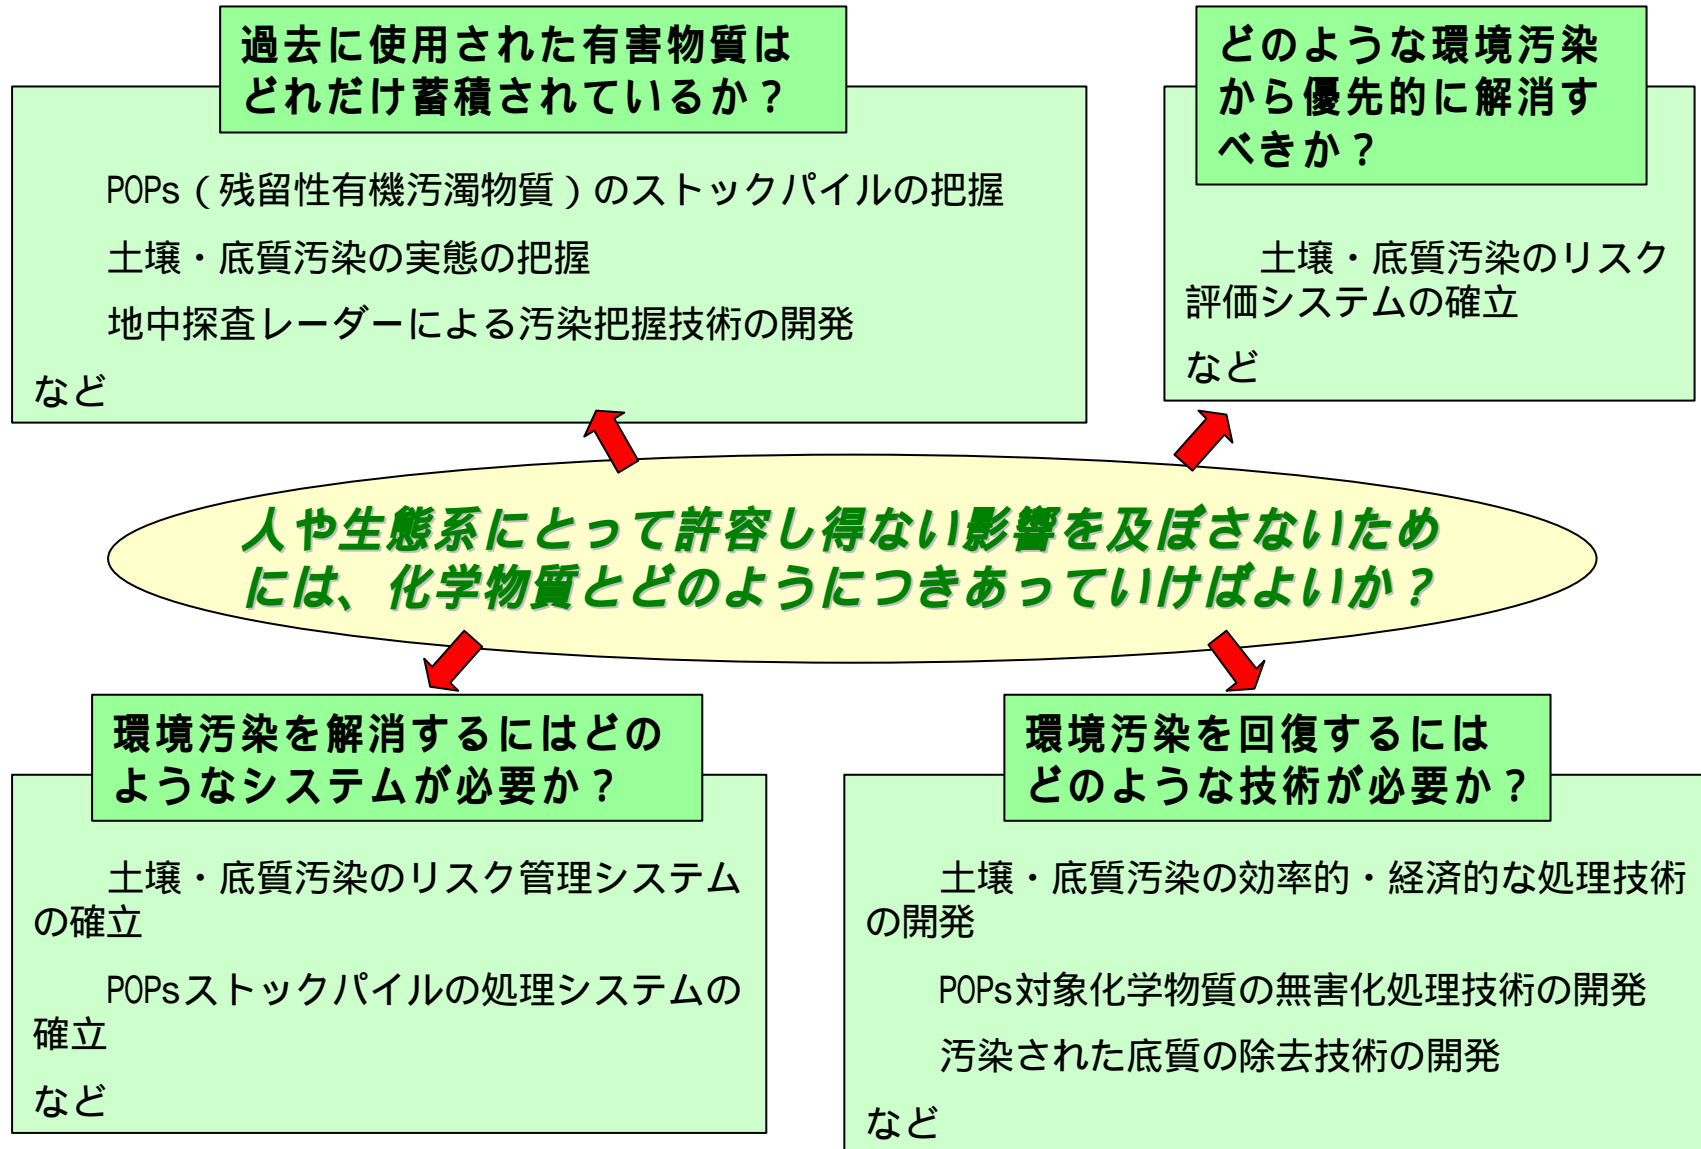 過去に使用された有害物質は
どれだけ蓄積されているか？
POPs（残留性有機汚濁物質）のストックパイルの把握
土壌・底質汚染の実態の把握
地中探査レーダーによる汚染把握技術の開発
など
どのような環境汚染
から優先的に解消す
べきか？
土壌・底質汚染のリスク
評価システムの確立
など
人や生態系にとって許容し得ない影響を及ぼさないため
には、化学物質とどのようにつきあっていけばよいか？
環境汚染を解消するにはどの
ようなシステムが必要か？
土壌・底質汚染のリスク管理システム
の確立
POPsストックパイルの処理システムの
確立
など
環境汚染を回復するには
どのような技術が必要か？
土壌・底質汚染の効率的・経済的な処理技術
の開発
POPs対象化学物質の無害化処理技術の開発
汚染された底質の除去技術の開発
など